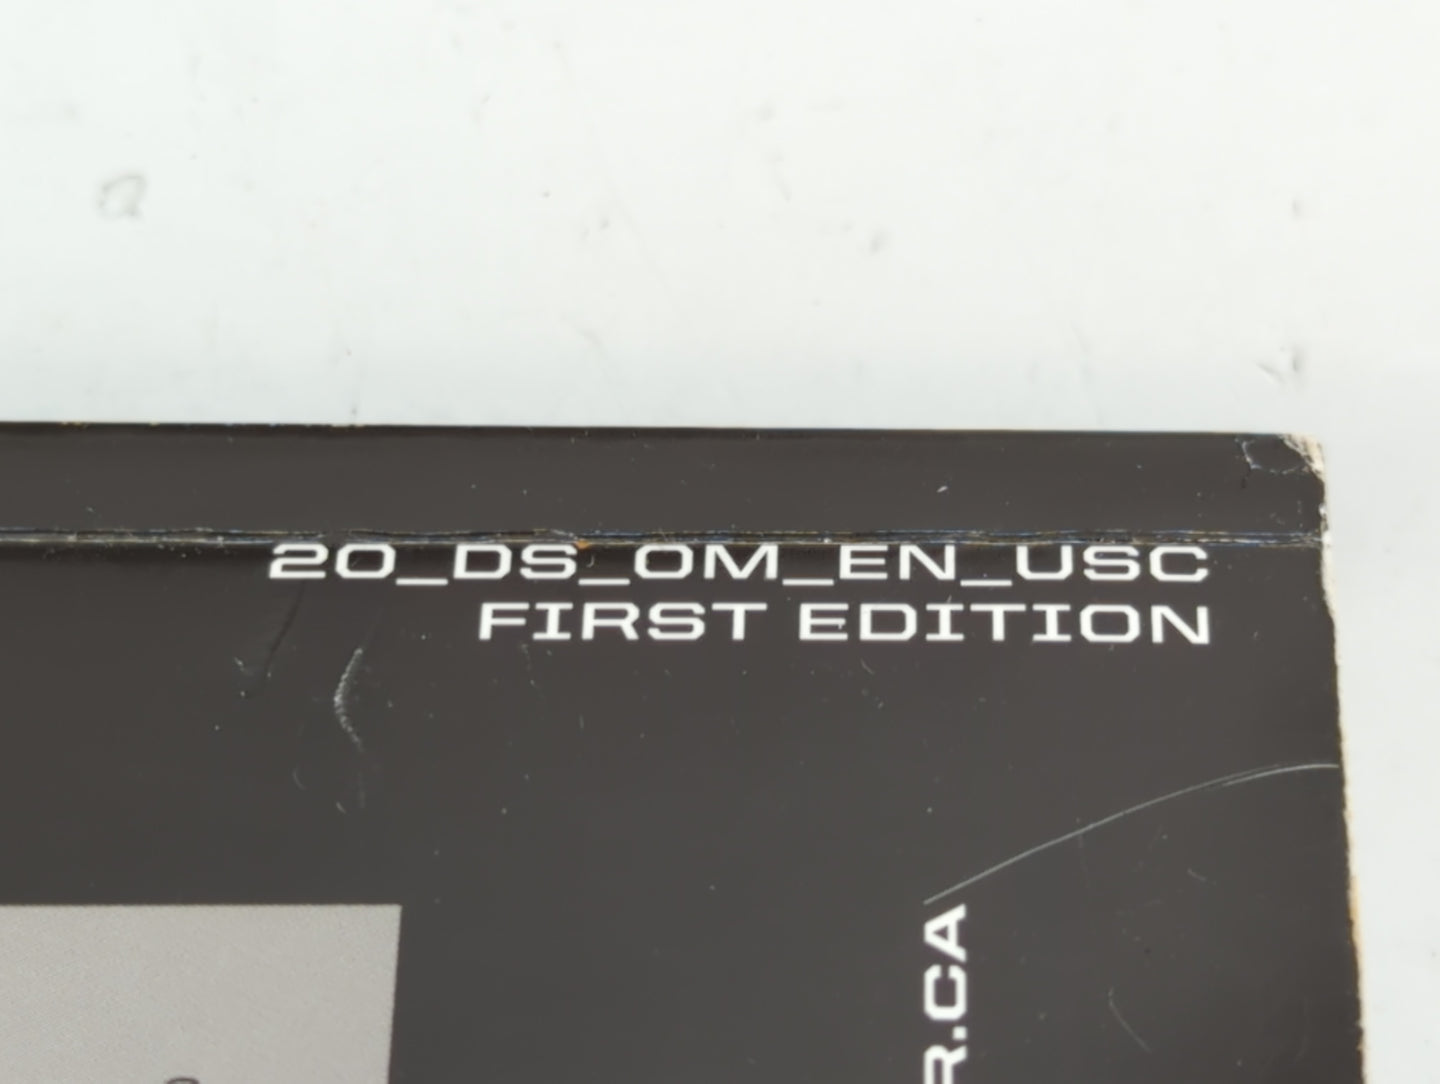 20_DS_OM_EN_USC
FIRST EDITION
R.CA